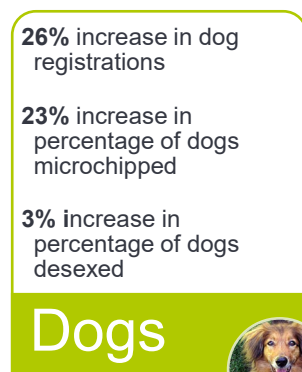 26% increase in dog
registrations
23% increase in
percentage of dogs
microchipped
3% increase in
percentage of dogs
desexed
Dogs